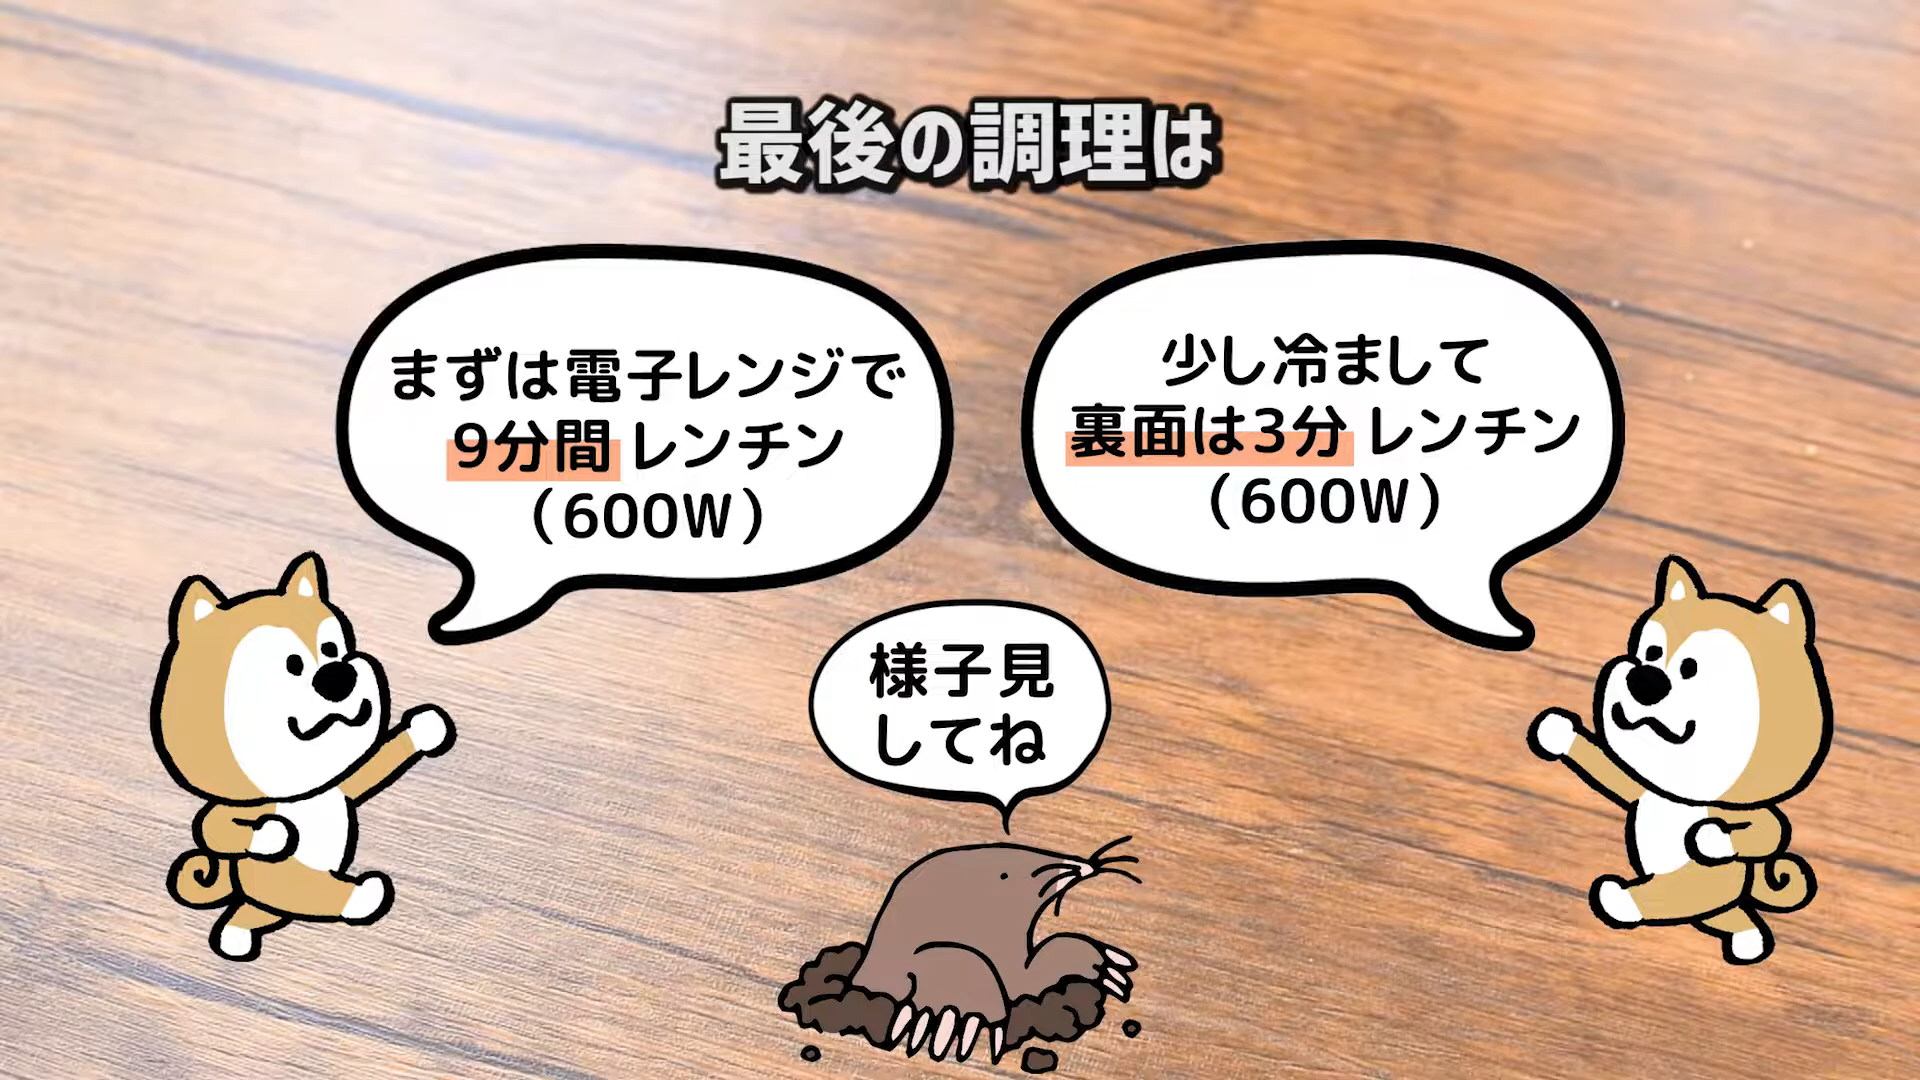 最後の調理は
まずは電子レンジで
9分間レンチン
（600W）
少し冷まして
裏面は3分レンチン
（600W）
様子見
してね